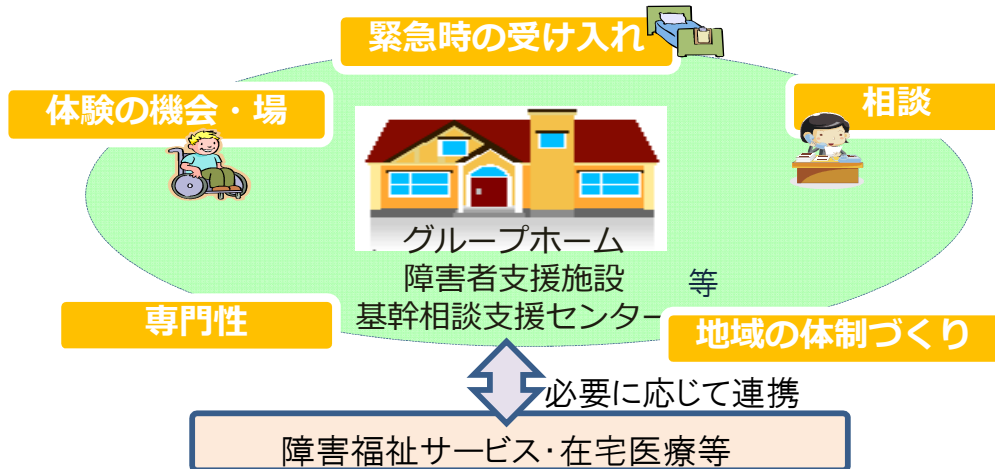 緊急時の受け入れ
体験の機会・場
相談
グループホーム
障害者支援施設
等
基幹相談支援センター
専門性
地域の体制づくり
必要に応じて連携
障害福祉サービス・在宅医療等